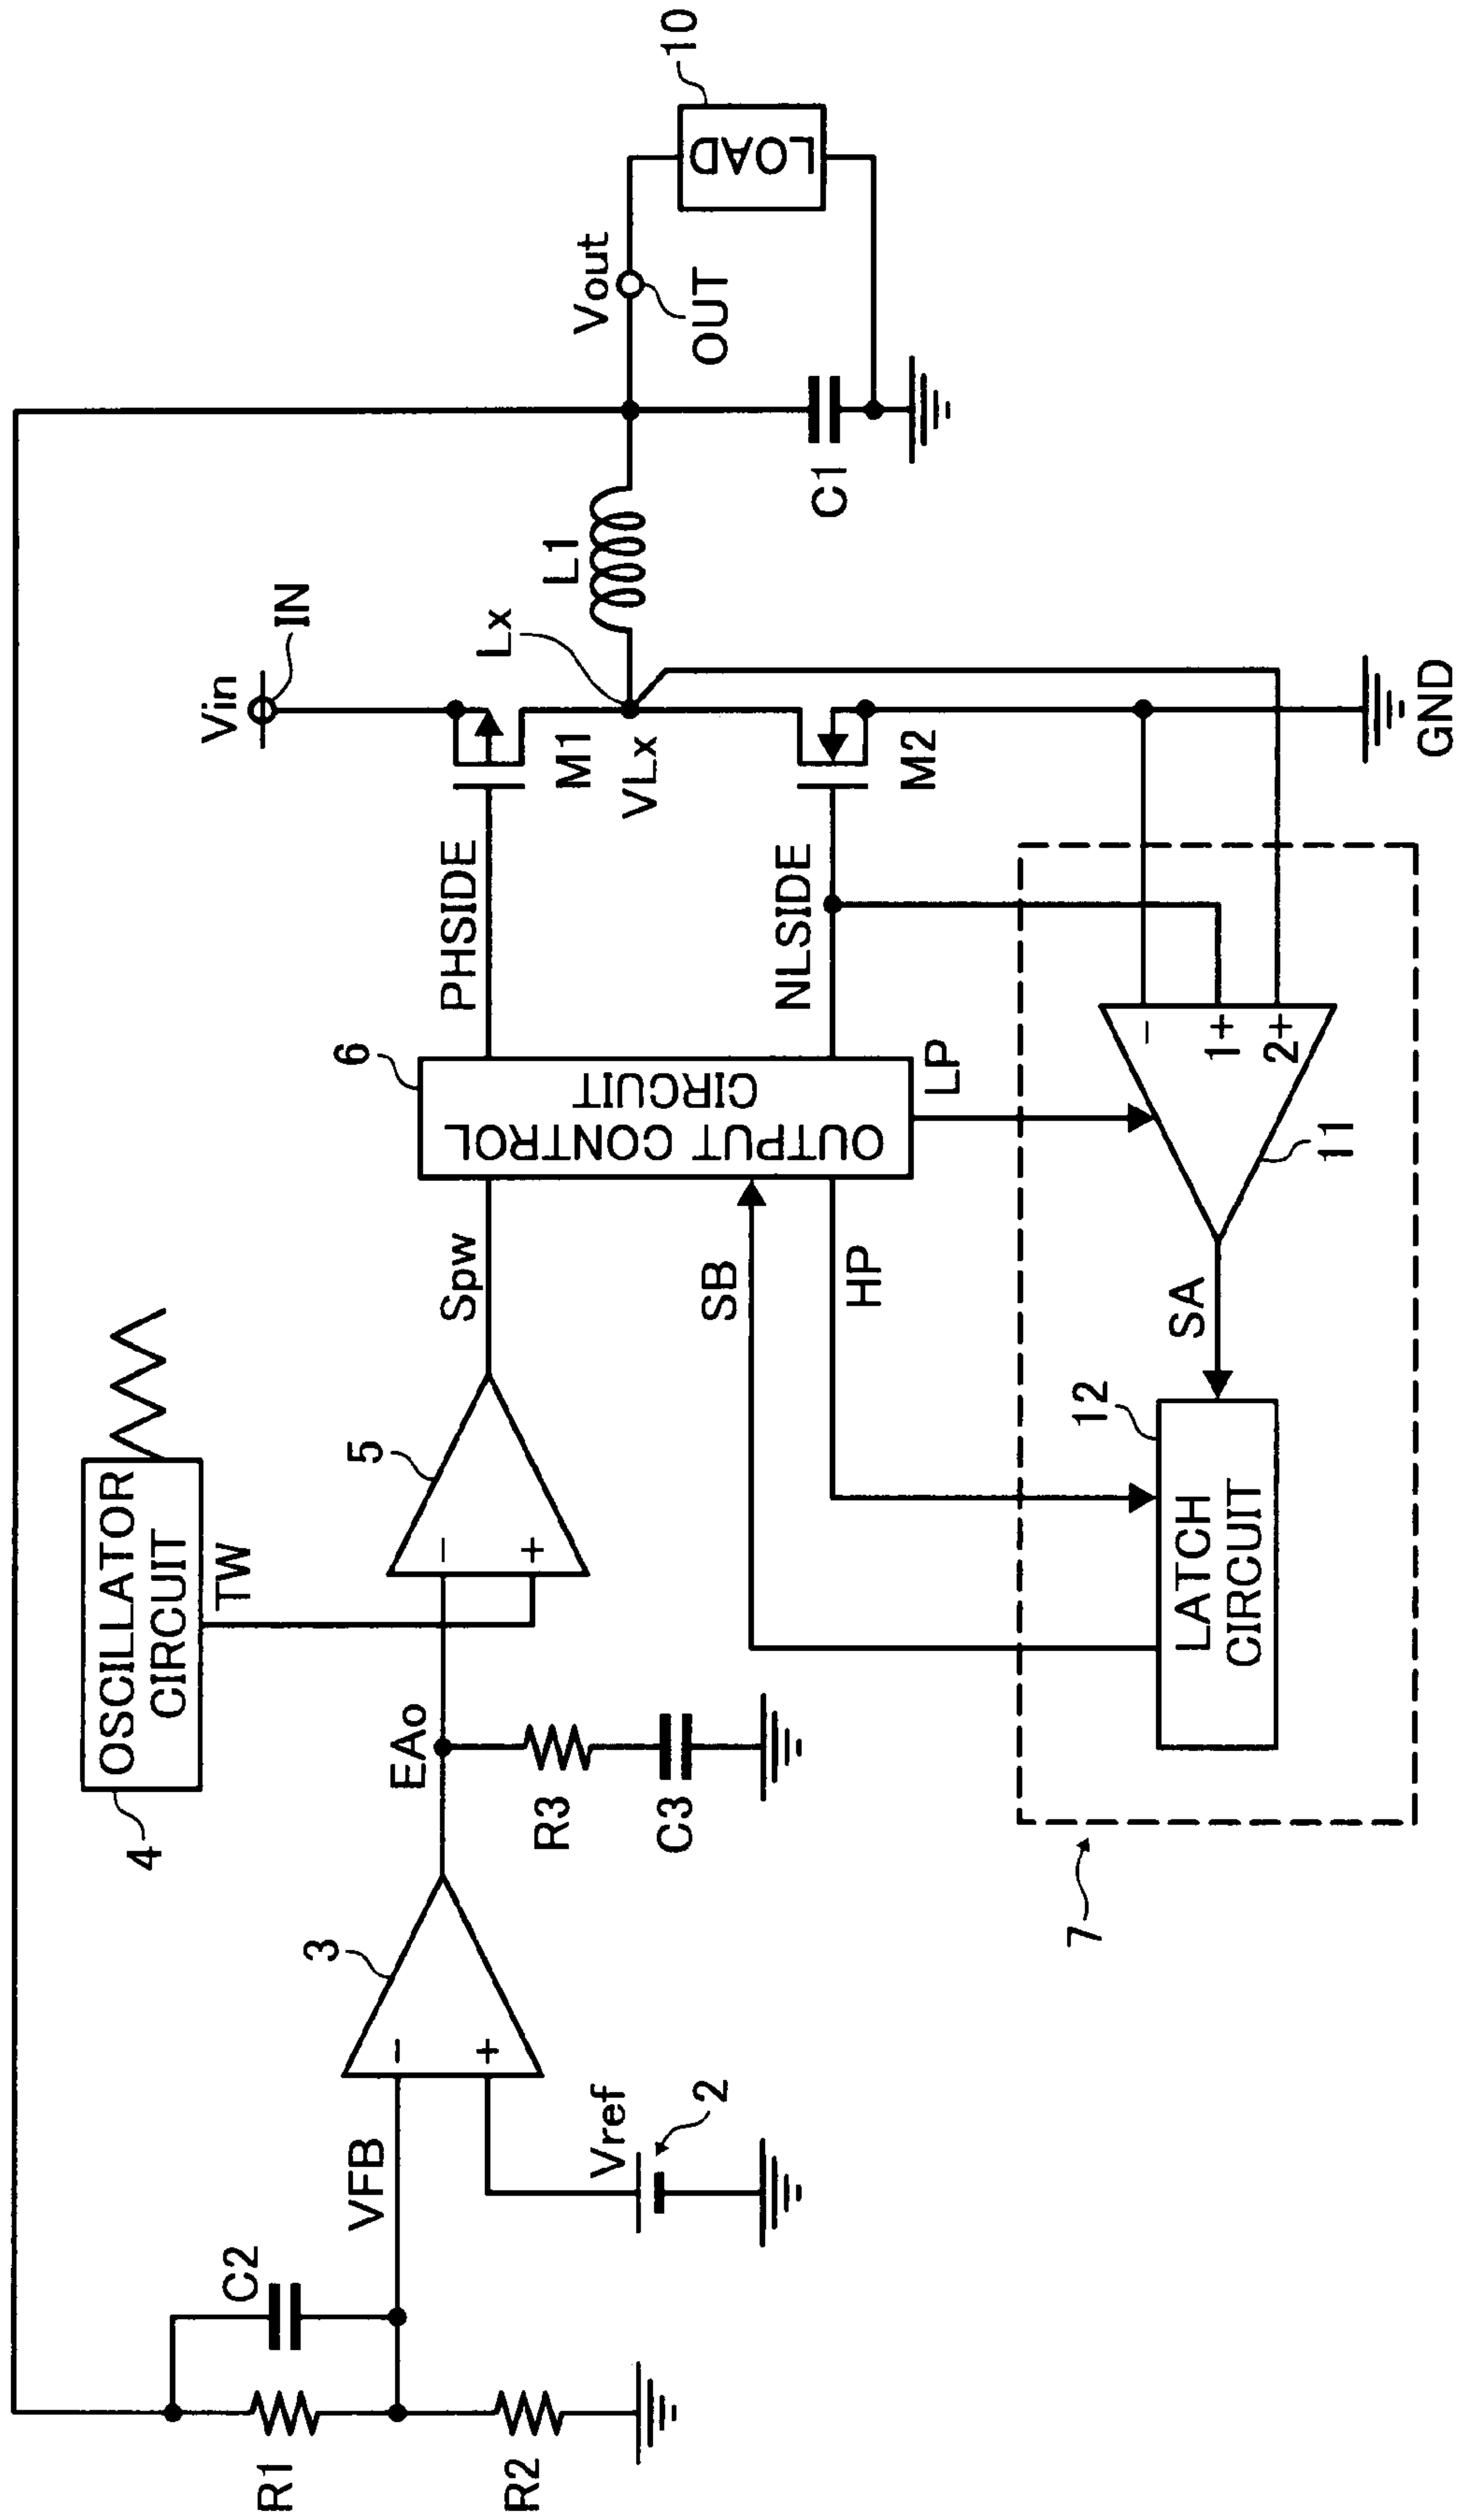 10
LOAD
Vout
OUT
C1
L1
IN
Vin
Lx
M1
VLx
M2
GND
PHSIDE
NLSIDE
6
OUTPUT CONTROL
CIRCUIT
LP
−
1+
2+
11
Spw
SB
HP
SA
5
−
+
12
LATCH
CIRCUIT
OSCILLATOR
CIRCUIT
TW
4
EAo
R3
C3
7
3
−
+
Vref
2
VFB
C2
R1
R2